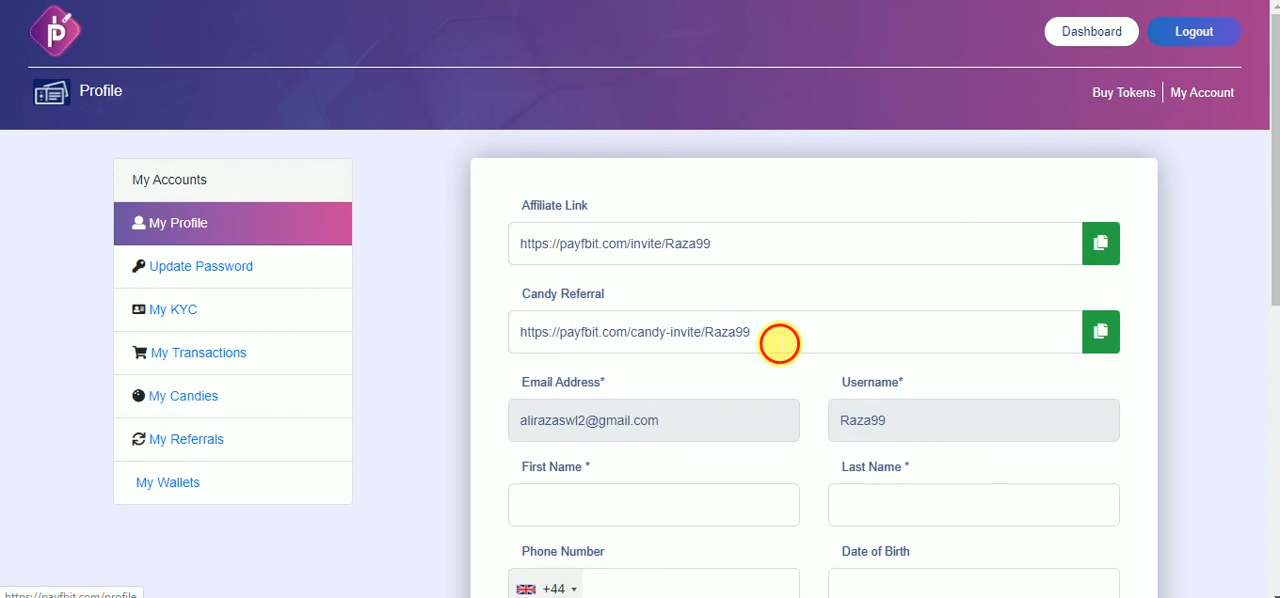 Dashboard
Logout
Profile
Buy Tokens
My Account
My Accounts
My Profile
Update Password
My KYC
My Transactions
My Candies
My Referrals
My Wallets
Affiliate Link
https://payfbit.com/invite/Raza99
Candy Referral
https://payfbit.com/candy-invite/Raza99
Email Address*
Username*
alirazaswl2@gmail.com
Raza99
First Name *
Last Name *
Phone Number
Date of Birth
+44
https://payfbit.com/profile